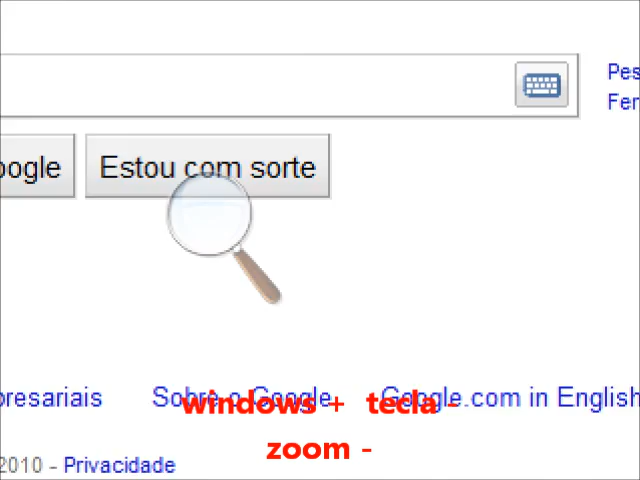 Pes
Fer
oogle
Estou com sorte
presariais
Sobre o Google
Google.com in English
windows + tecla -
2010 - Privacidade
zoom -